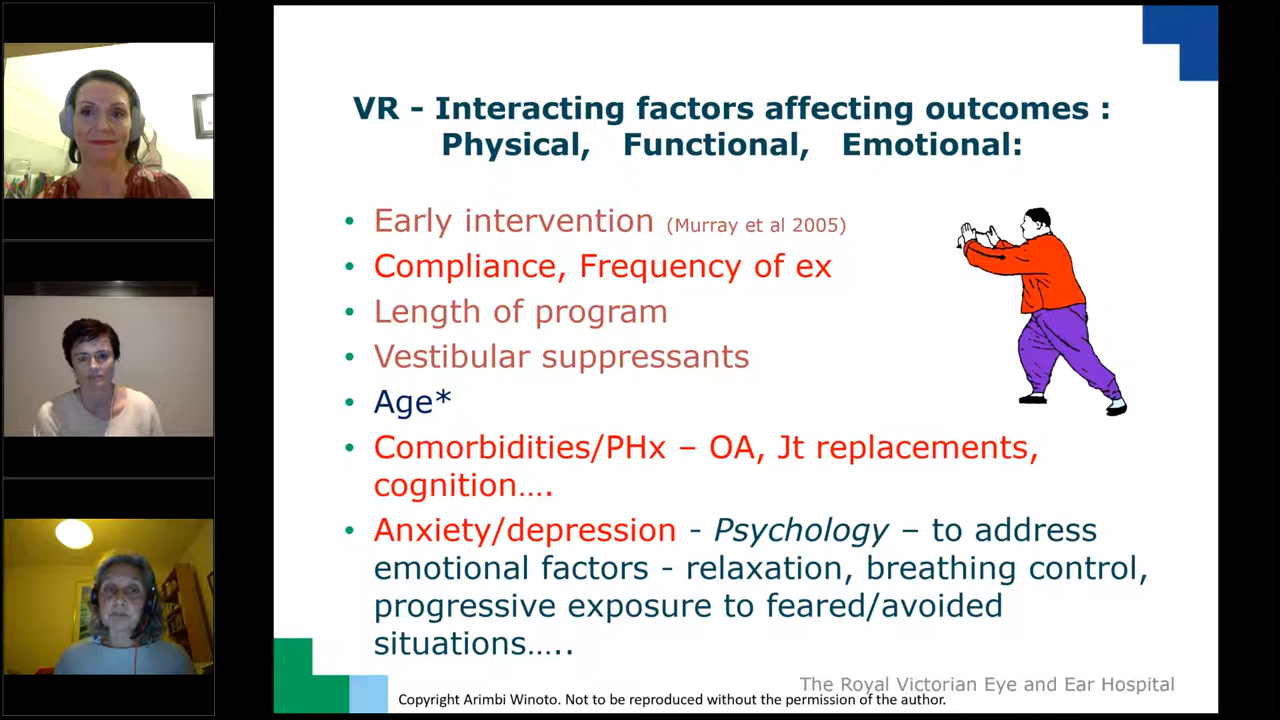 VR - Interacting factors affecting outcomes :
Physical, Functional, Emotional:
• Early intervention (Murray et al 2005)
• Compliance, Frequency of ex
• Length of program
• Vestibular suppressants
• Age*
• Comorbidities/PHx – OA, Jt replacements,
cognition….
• Anxiety/depression - Psychology – to address
emotional factors - relaxation, breathing control,
progressive exposure to feared/avoided
situations…..
The Royal Victorian Eye and Ear Hospital
Copyright Arimbi Winoto. Not to be reproduced without the permission of the author.